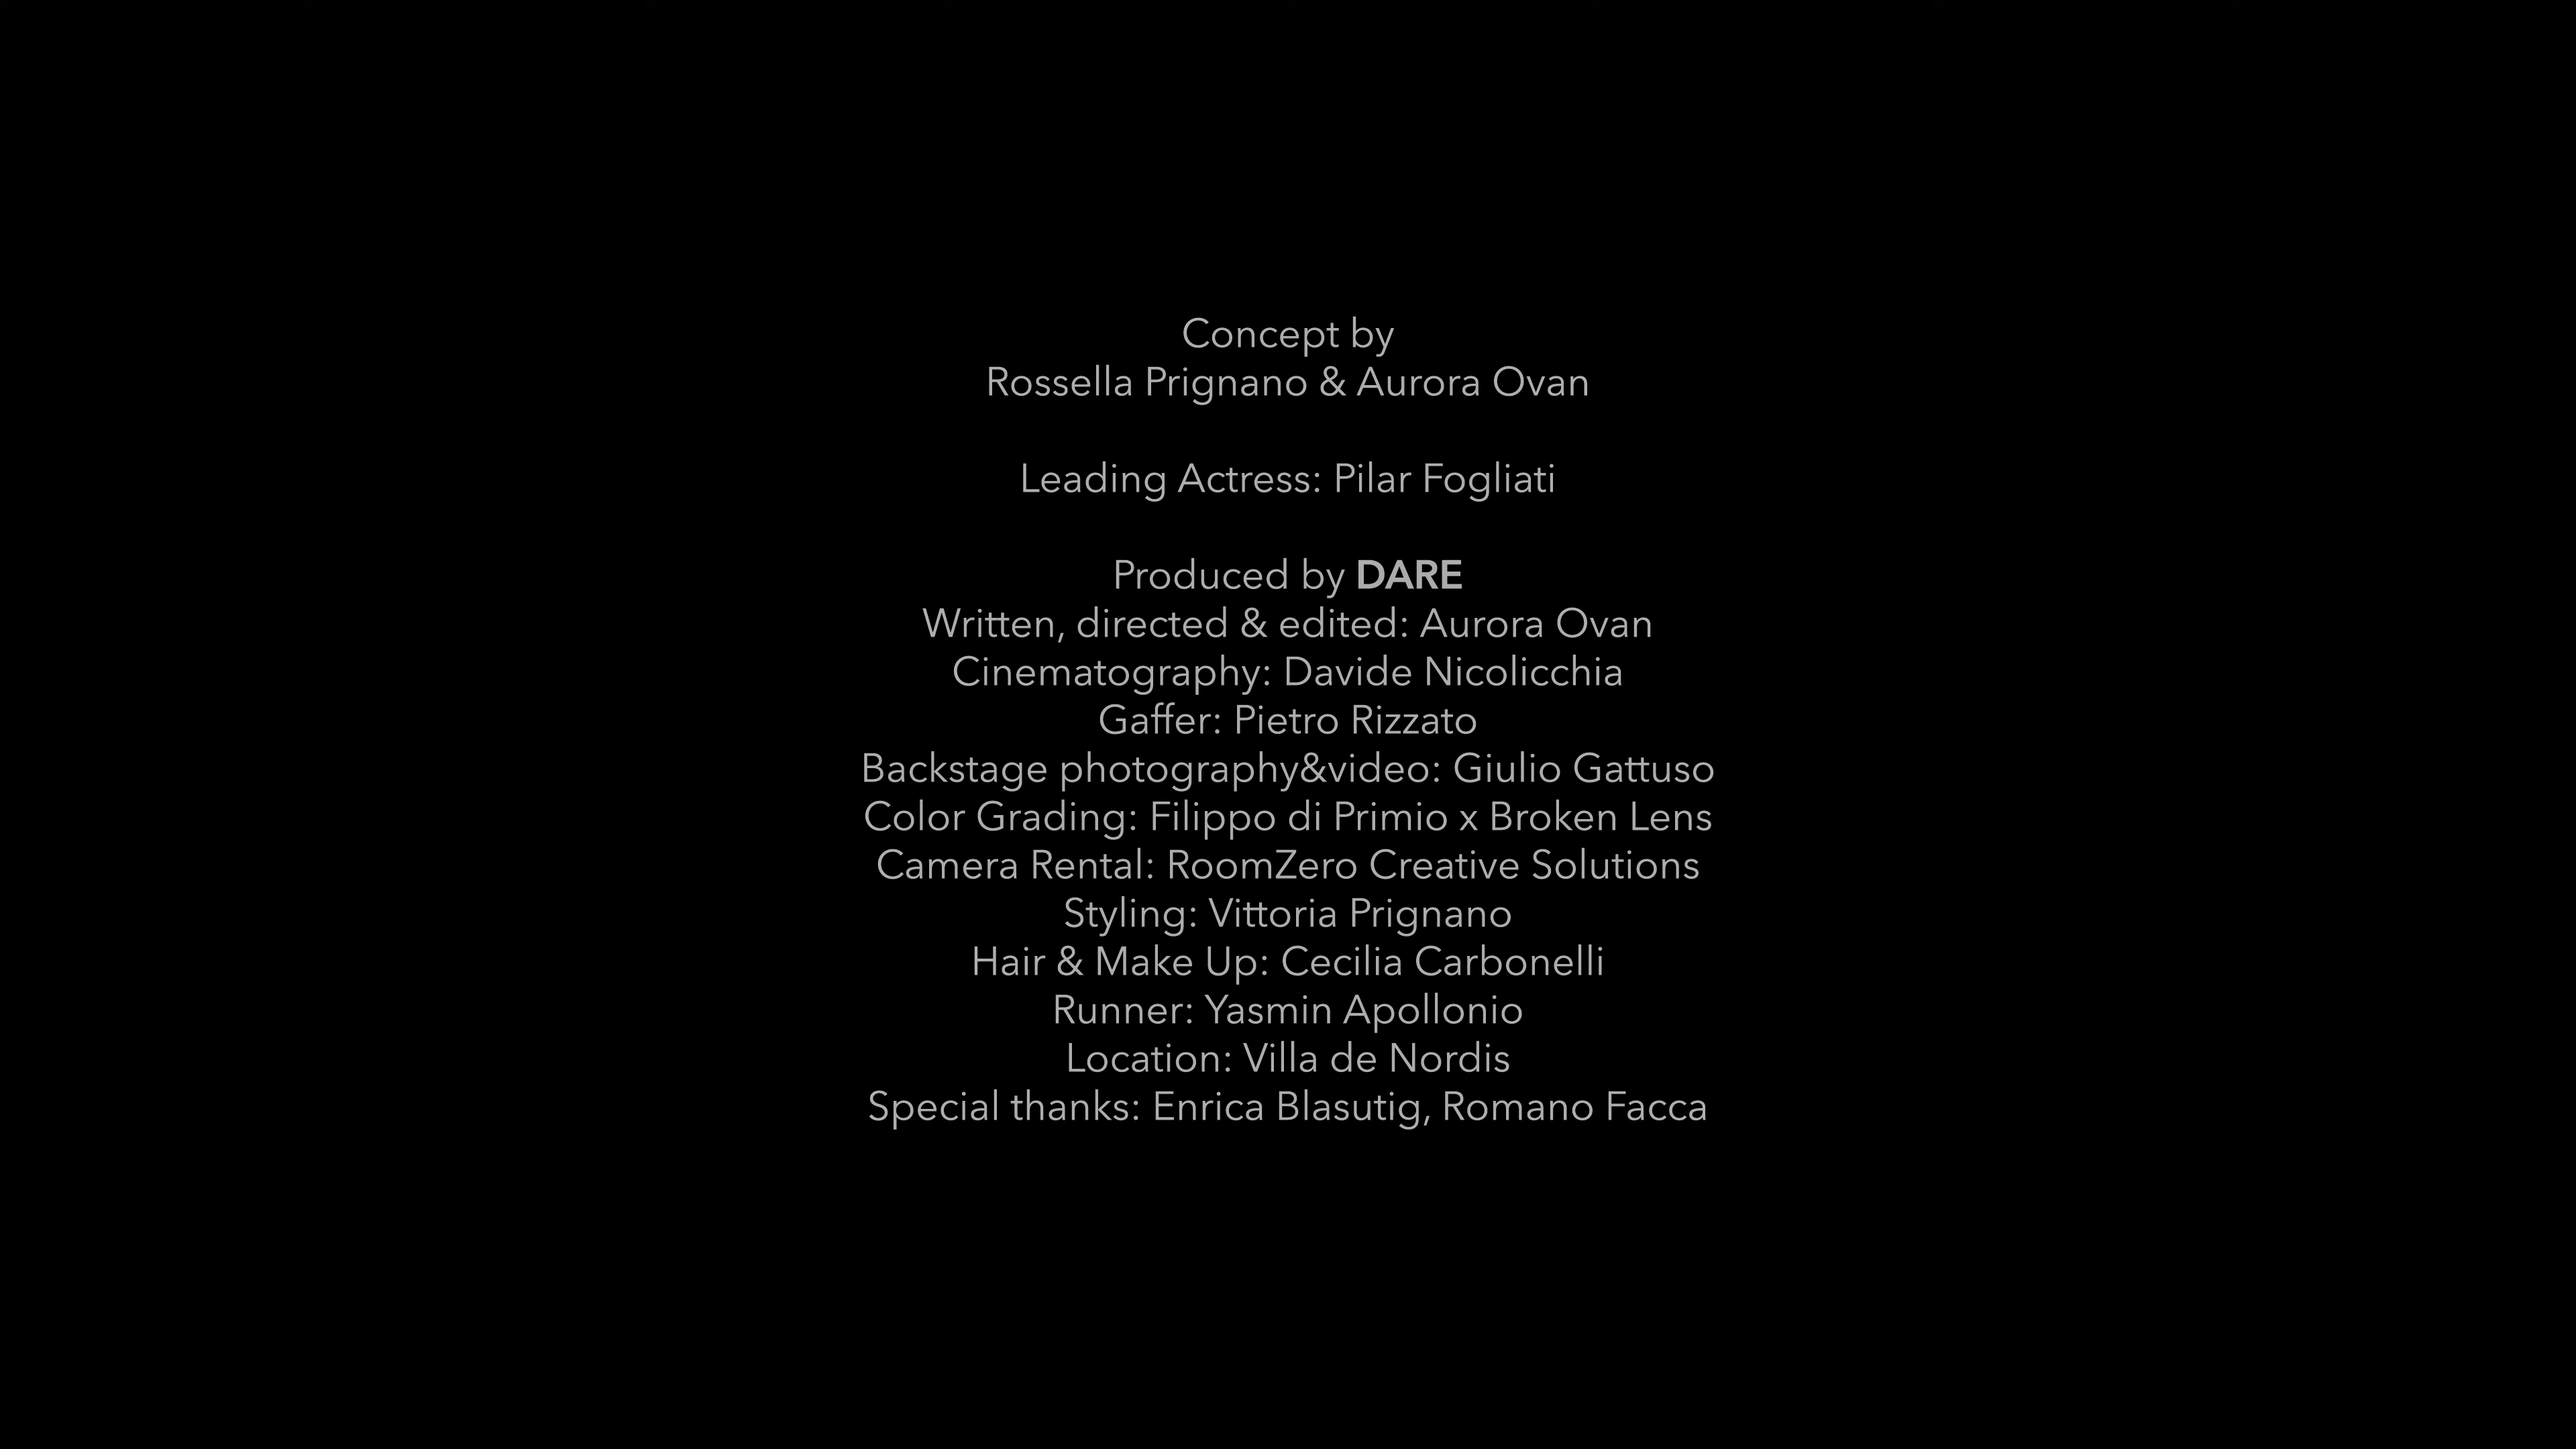 Concept by
Rossella Prignano & Aurora Ovan
Leading Actress: Pilar Fogliati
Produced by DARE
Written, directed & edited: Aurora Ovan
Cinematography: Davide Nicolicchia
Gaffer: Pietro Rizzato
Backstage photography&video: Giulio Gattuso
Color Grading: Filippo di Primio x Broken Lens
Camera Rental: RoomZero Creative Solutions
Styling: Vittoria Prignano
Hair & Make Up: Cecilia Carbonelli
Runner: Yasmin Apollonio
Location: Villa de Nordis
Special thanks: Enrica Blasutig, Romano Facca